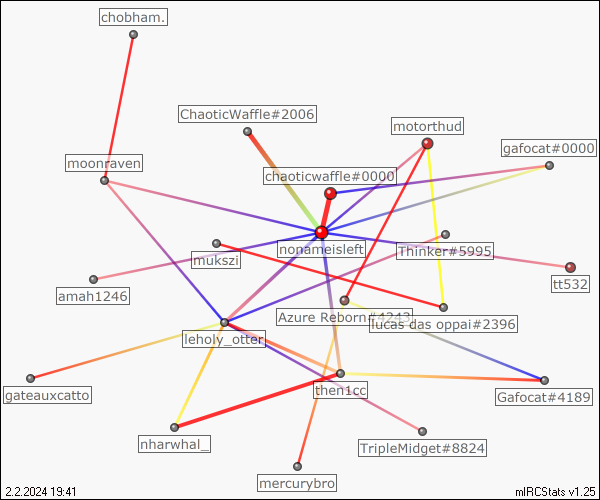 chobham.
ChaoticWaffle#2006
motorthud
gafocat#0000
moonraven
chaoticwaffle#0000
nonameisleft
Thinker#5995
mukszi
tt532
amah1246
Azure Reborn#4243
lucas das oppai#2396
leholy_otter
then1cc
gateauxcatto
Gafocat#4189
nharwhal_
TripleMidget#8824
mercurybro
2.2.2024 19:41
mIRCStats v1.25